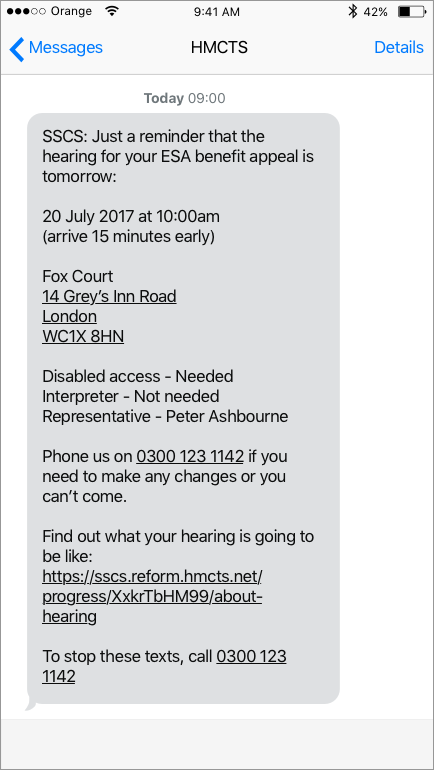 Orange 9:41 AM 42%
Messages HMCTS Details
Today 09:00
SSCS: Just a reminder that the
hearing for your ESA benefit appeal is
tomorrow:
20 July 2017 at 10:00am
(arrive 15 minutes early)
Fox Court
14 Grey's Inn Road
London
WC1X 8HN
Disabled access - Needed
Interpreter - Not needed
Representative - Peter Ashbourne
Phone us on 0300 123 1142 if you
need to make any changes or you
can't come.
Find out what your hearing is going to
be like:
https://sscs.reform.hmcts.net/
progress/XxkrTbHM99/about-
hearing
To stop these texts, call 0300 123
1142